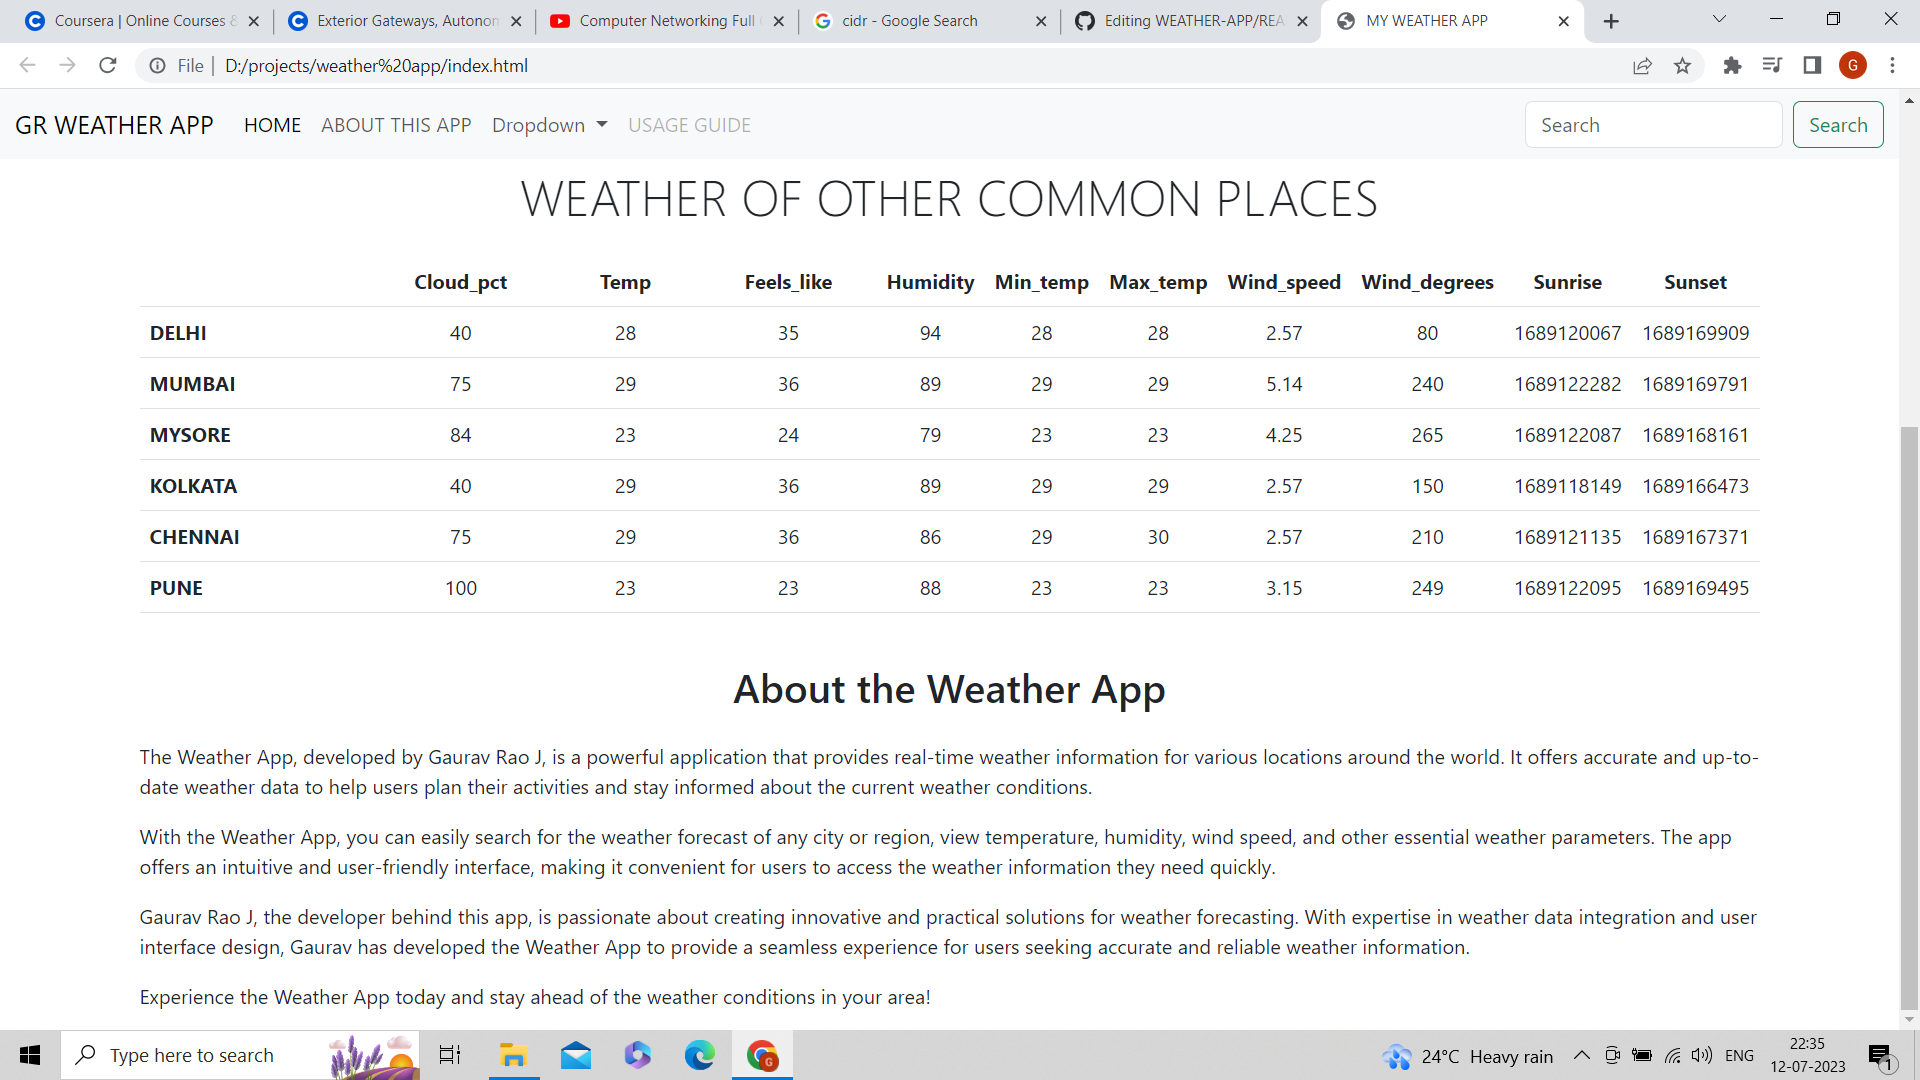 Coursera | Online Courses &
Exterior Gateways, Autonon
Computer Networking Full
cidr - Google Search
Editing WEATHER-APP/REA
MY WEATHER APP
File | D:/projects/weather%20app/index.html
G
GR WEATHER APP HOME ABOUT THIS APP Dropdown USAGE GUIDE Search Search
WEATHER OF OTHER COMMON PLACES
Cloud_pct Temp Feels_like Humidity Min_temp Max_temp Wind_speed Wind_degrees Sunrise Sunset
DELHI 40 28 35 94 28 28 2.57 80 1689120067 1689169909
MUMBAI 75 29 36 89 29 29 5.14 240 1689122282 1689169791
MYSORE 84 23 24 79 23 23 4.25 265 1689122087 1689168161
KOLKATA 40 29 36 89 29 29 2.57 150 1689118149 1689166473
CHENNAI 75 29 36 86 29 30 2.57 210 1689121135 1689167371
PUNE 100 23 23 88 23 23 3.15 249 1689122095 1689169495
About the Weather App
The Weather App, developed by Gaurav Rao J, is a powerful application that provides real-time weather information for various locations around the world. It offers accurate and up-to-
date weather data to help users plan their activities and stay informed about the current weather conditions.
With the Weather App, you can easily search for the weather forecast of any city or region, view temperature, humidity, wind speed, and other essential weather parameters. The app
offers an intuitive and user-friendly interface, making it convenient for users to access the weather information they need quickly.
Gaurav Rao J, the developer behind this app, is passionate about creating innovative and practical solutions for weather forecasting. With expertise in weather data integration and user
interface design, Gaurav has developed the Weather App to provide a seamless experience for users seeking accurate and reliable weather information.
Experience the Weather App today and stay ahead of the weather conditions in your area!
Type here to search
G
24°C Heavy rain
ENG
22:35
12-07-2023
1